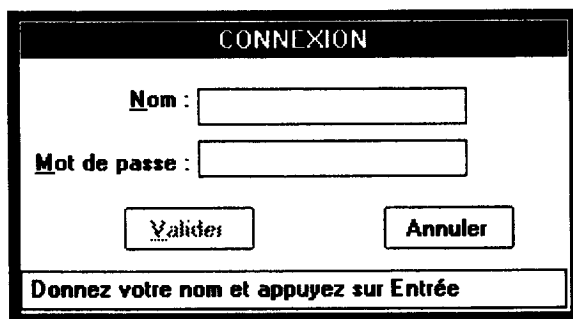 CONNEXION
Nom :
Mot de passe :
Valider Annuler
Donnez votre nom et appuyez sur Entrée